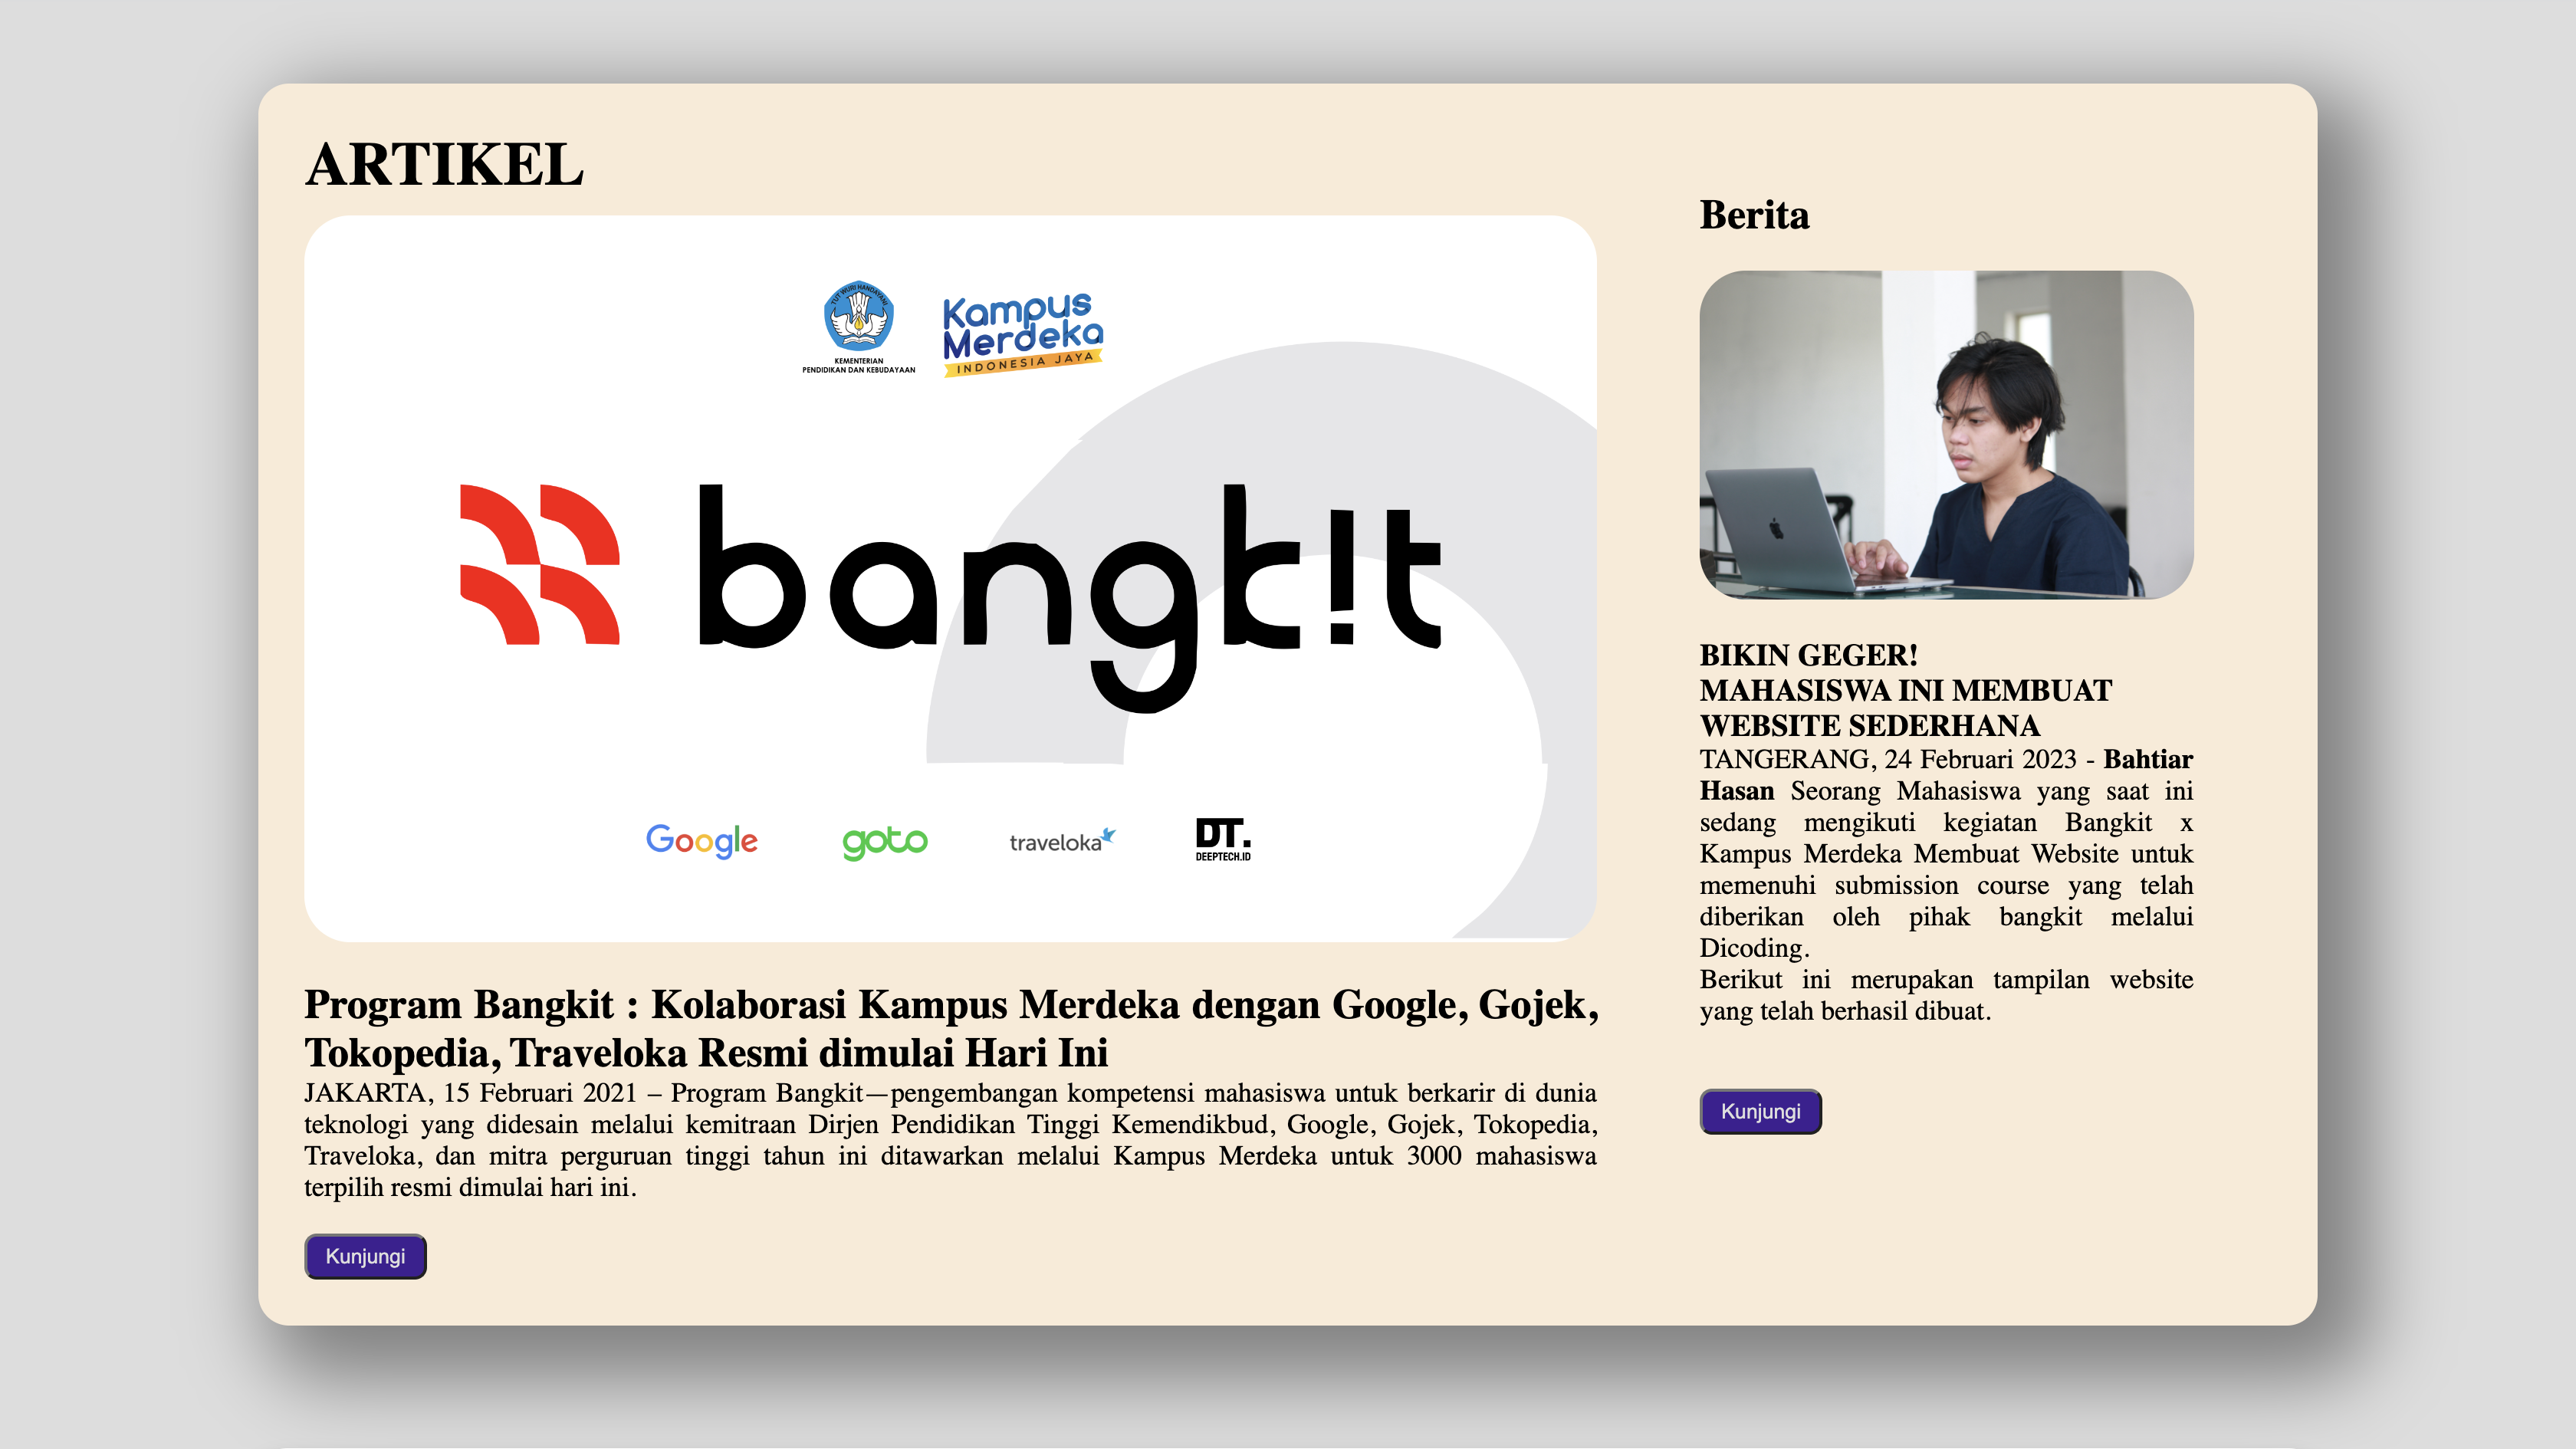 ARTIKEL
TUT WURI HANDAYANI
KEMENTERIAN
PENDIDIKAN DAN KEBUDAYAAN
Kampus
Merdeka
INDONESIA JAYA
bangk!t
Google
goto
traveloka
DT.
DEEPTECH.ID
Program Bangkit : Kolaborasi Kampus Merdeka dengan Google, Gojek,
Tokopedia, Traveloka Resmi dimulai Hari Ini
JAKARTA, 15 Februari 2021 – Program Bangkit—pengembangan kompetensi mahasiswa untuk berkarir di dunia
teknologi yang didesain melalui kemitraan Dirjen Pendidikan Tinggi Kemendikbud, Google, Gojek, Tokopedia,
Traveloka, dan mitra perguruan tinggi tahun ini ditawarkan melalui Kampus Merdeka untuk 3000 mahasiswa
terpilih resmi dimulai hari ini.
Kunjungi
Berita
BIKIN GEGER!
MAHASISWA INI MEMBUAT
WEBSITE SEDERHANA
TANGERANG, 24 Februari 2023 - Bahtiar
Hasan Seorang Mahasiswa yang saat ini
sedang mengikuti kegiatan Bangkit x
Kampus Merdeka Membuat Website untuk
memenuhi submission course yang telah
diberikan oleh pihak bangkit melalui
Dicoding.
Berikut ini merupakan tampilan website
yang telah berhasil dibuat.
Kunjungi